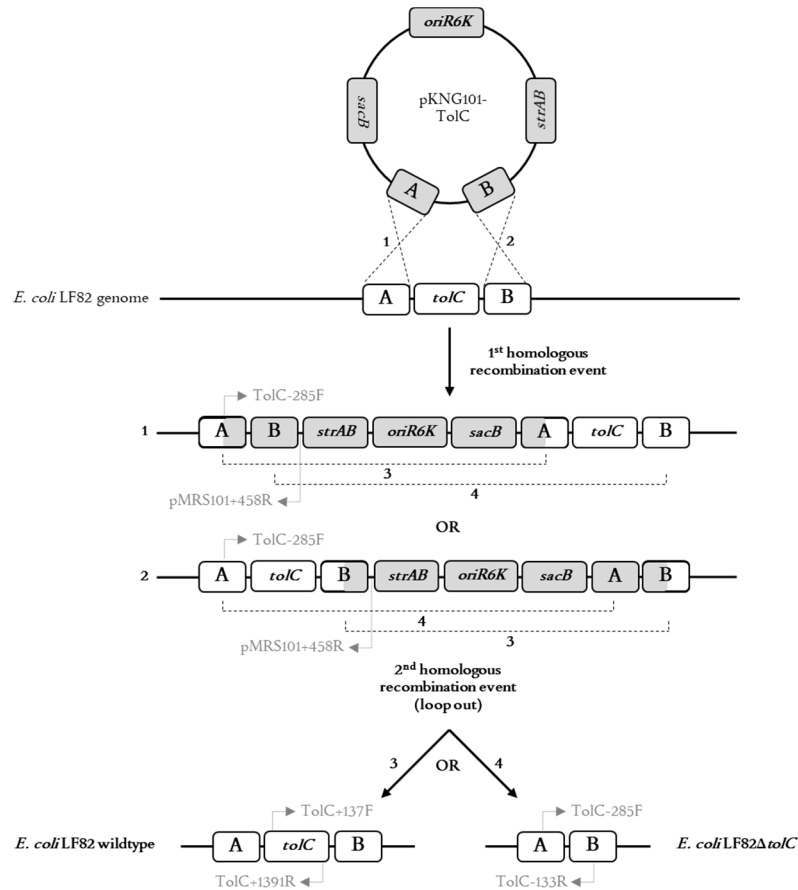 oriR6K
sacB
pKNG101-
TolC
strAB
A
B
1
2
E. coli LF82 genome
A
tolC
B
1st homologous
recombination event
TolC-285F
1
A
B
strAB
oriR6K
sacB
A
tolC
B
3
4
pMRS101+458R
OR
TolC-285F
2
A
tolC
B
strAB
oriR6K
sacB
A
B
4
3
pMRS101+458R
2nd homologous
recombination event
(loop out)
3
OR
4
TolC+137F
TolC-285F
E. coli LF82 wildtype
A
tolC
B
A
B
E. coli LF82ΔtolC
TolC+1391R
TolC-133R